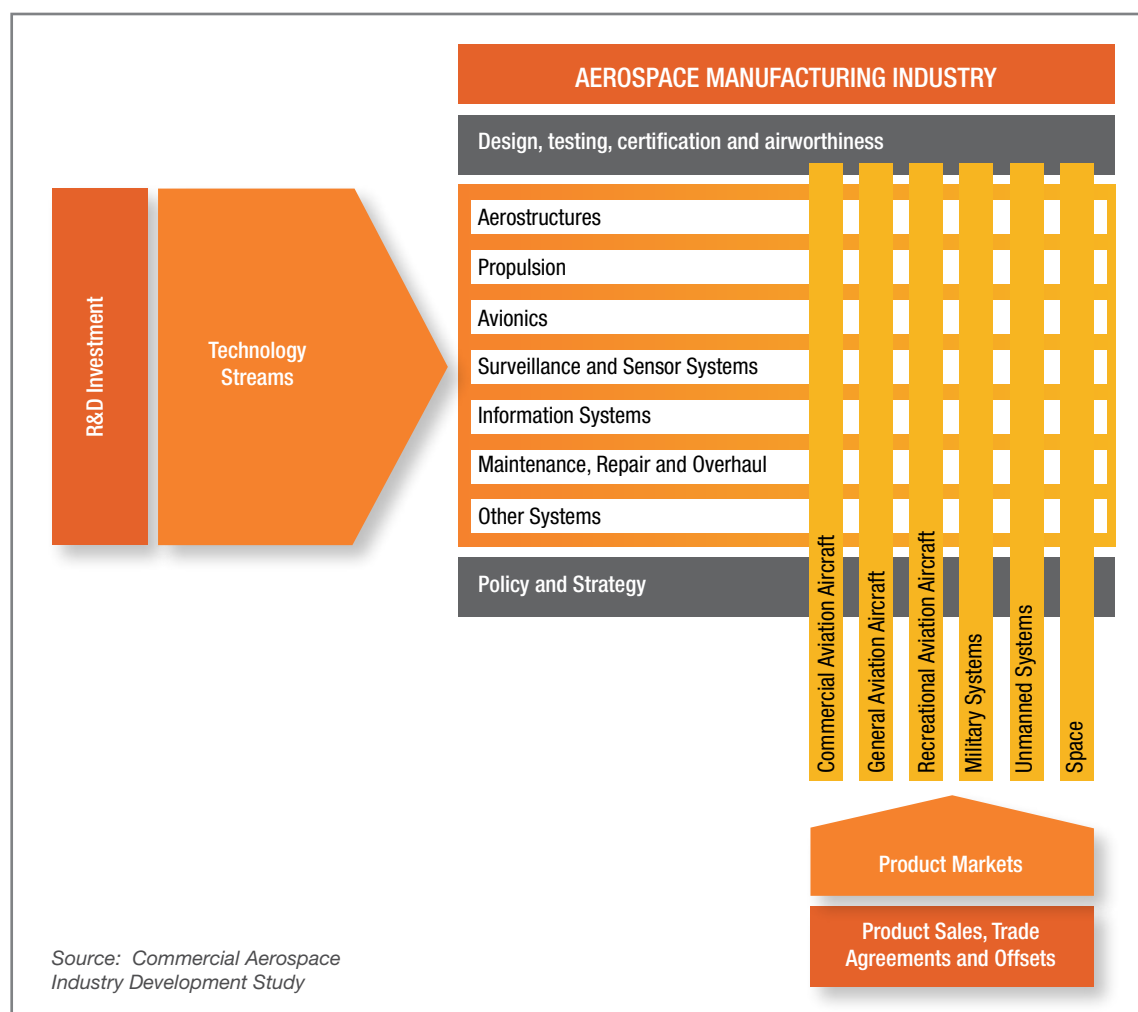 AEROSPACE MANUFACTURING INDUSTRY
Design, testing, certification and airworthiness
R&D Investment
Technology
Streams
Aerostructures
Propulsion
Avionics
Surveillance and Sensor Systems
Information Systems
Maintenance, Repair and Overhaul
Other Systems
Policy and Strategy
Commercial Aviation Aircraft
General Aviation Aircraft
Recreational Aviation Aircraft
Military Systems
Unmanned Systems
Space
Product Markets
Product Sales, Trade
Agreements and Offsets
Source: Commercial Aerospace
Industry Development Study